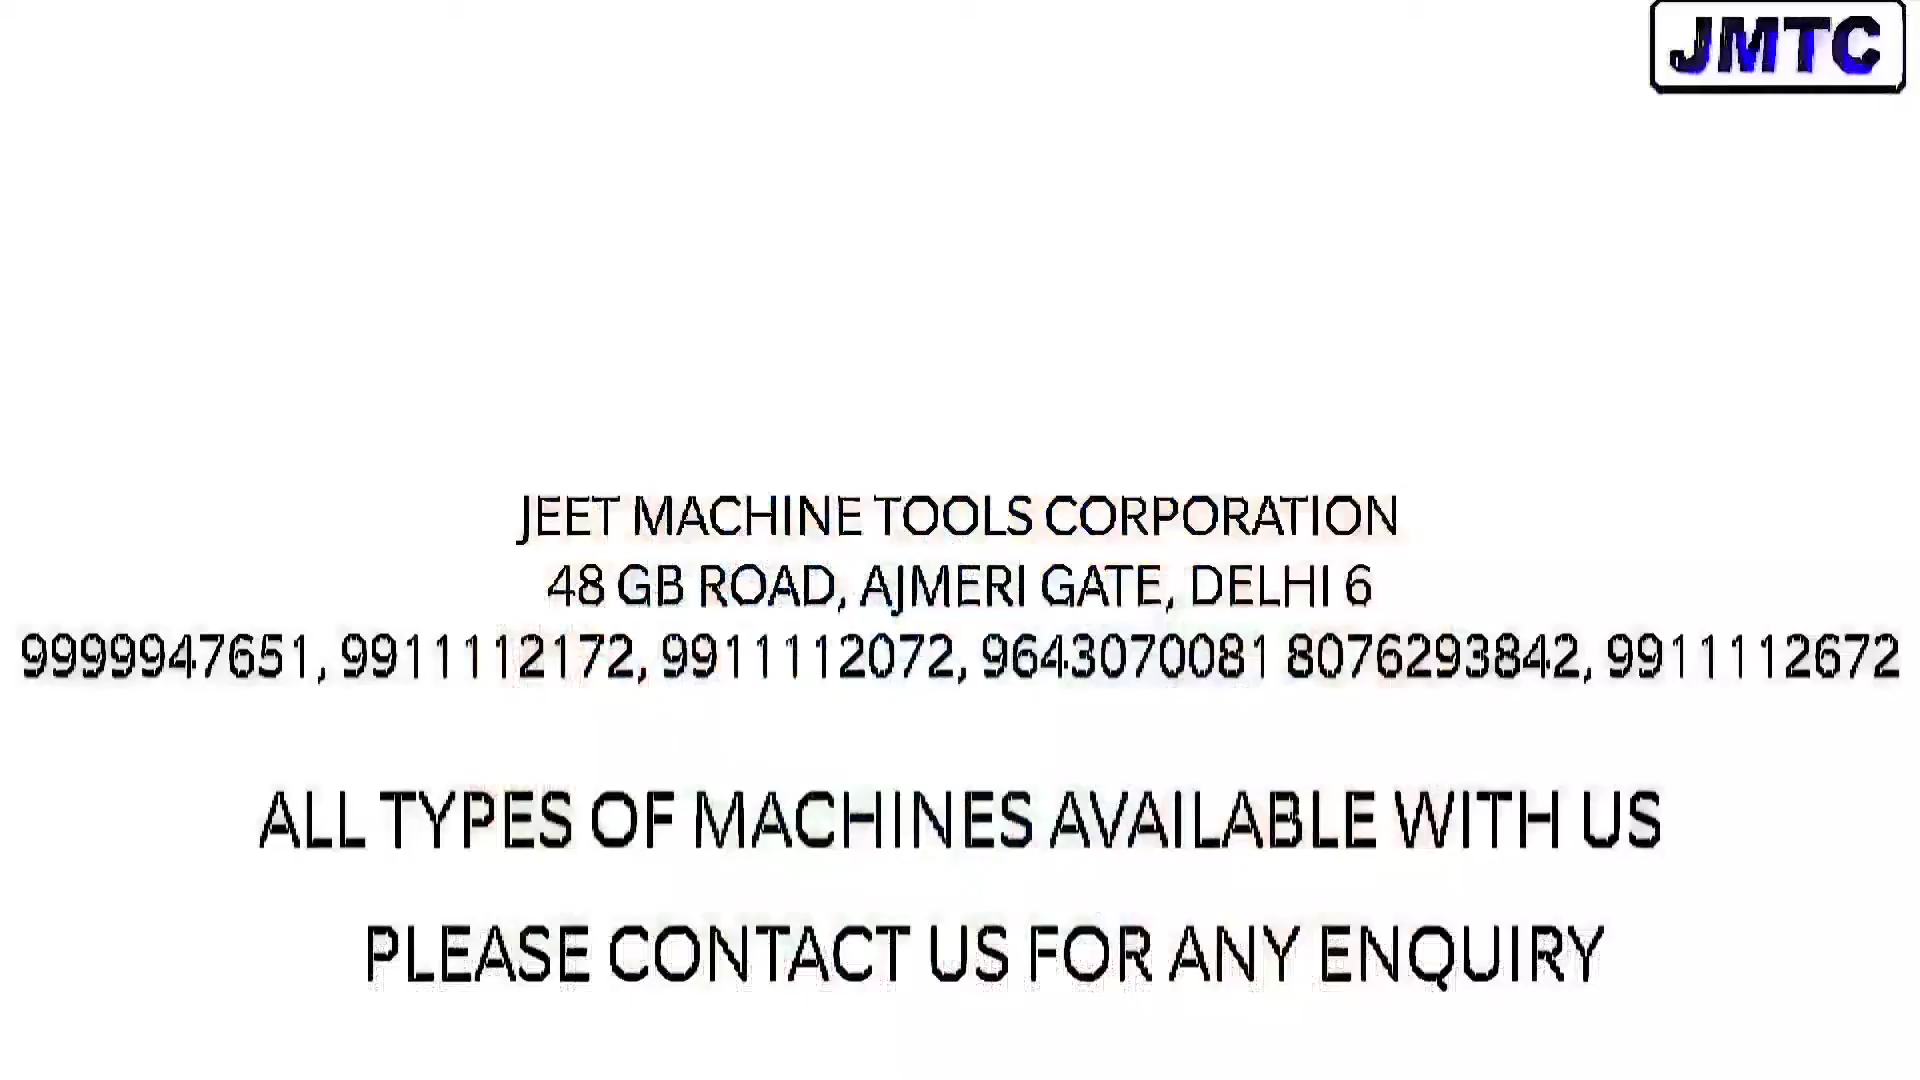 JMTC
JEET MACHINE TOOLS CORPORATION
48 GB ROAD, AJMERI GATE, DELHI 6
9999947651, 9911112172, 9911112072, 9643070081 8076293842, 9911112672
ALL TYPES OF MACHINES AVAILABLE WITH US
PLEASE CONTACT US FOR ANY ENQUIRY